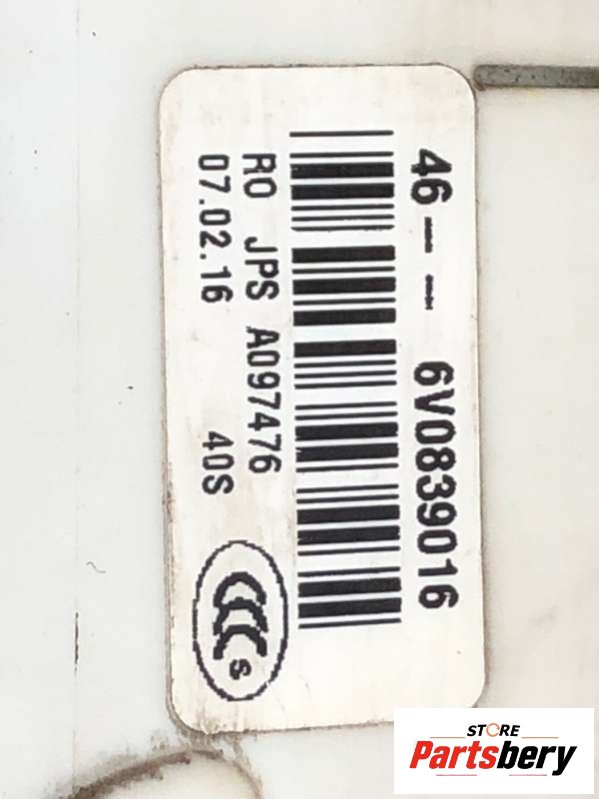 46-- 6V0839016
RO JPS A097476
07.02.16 40S
CCC S
STORE
Partsbery